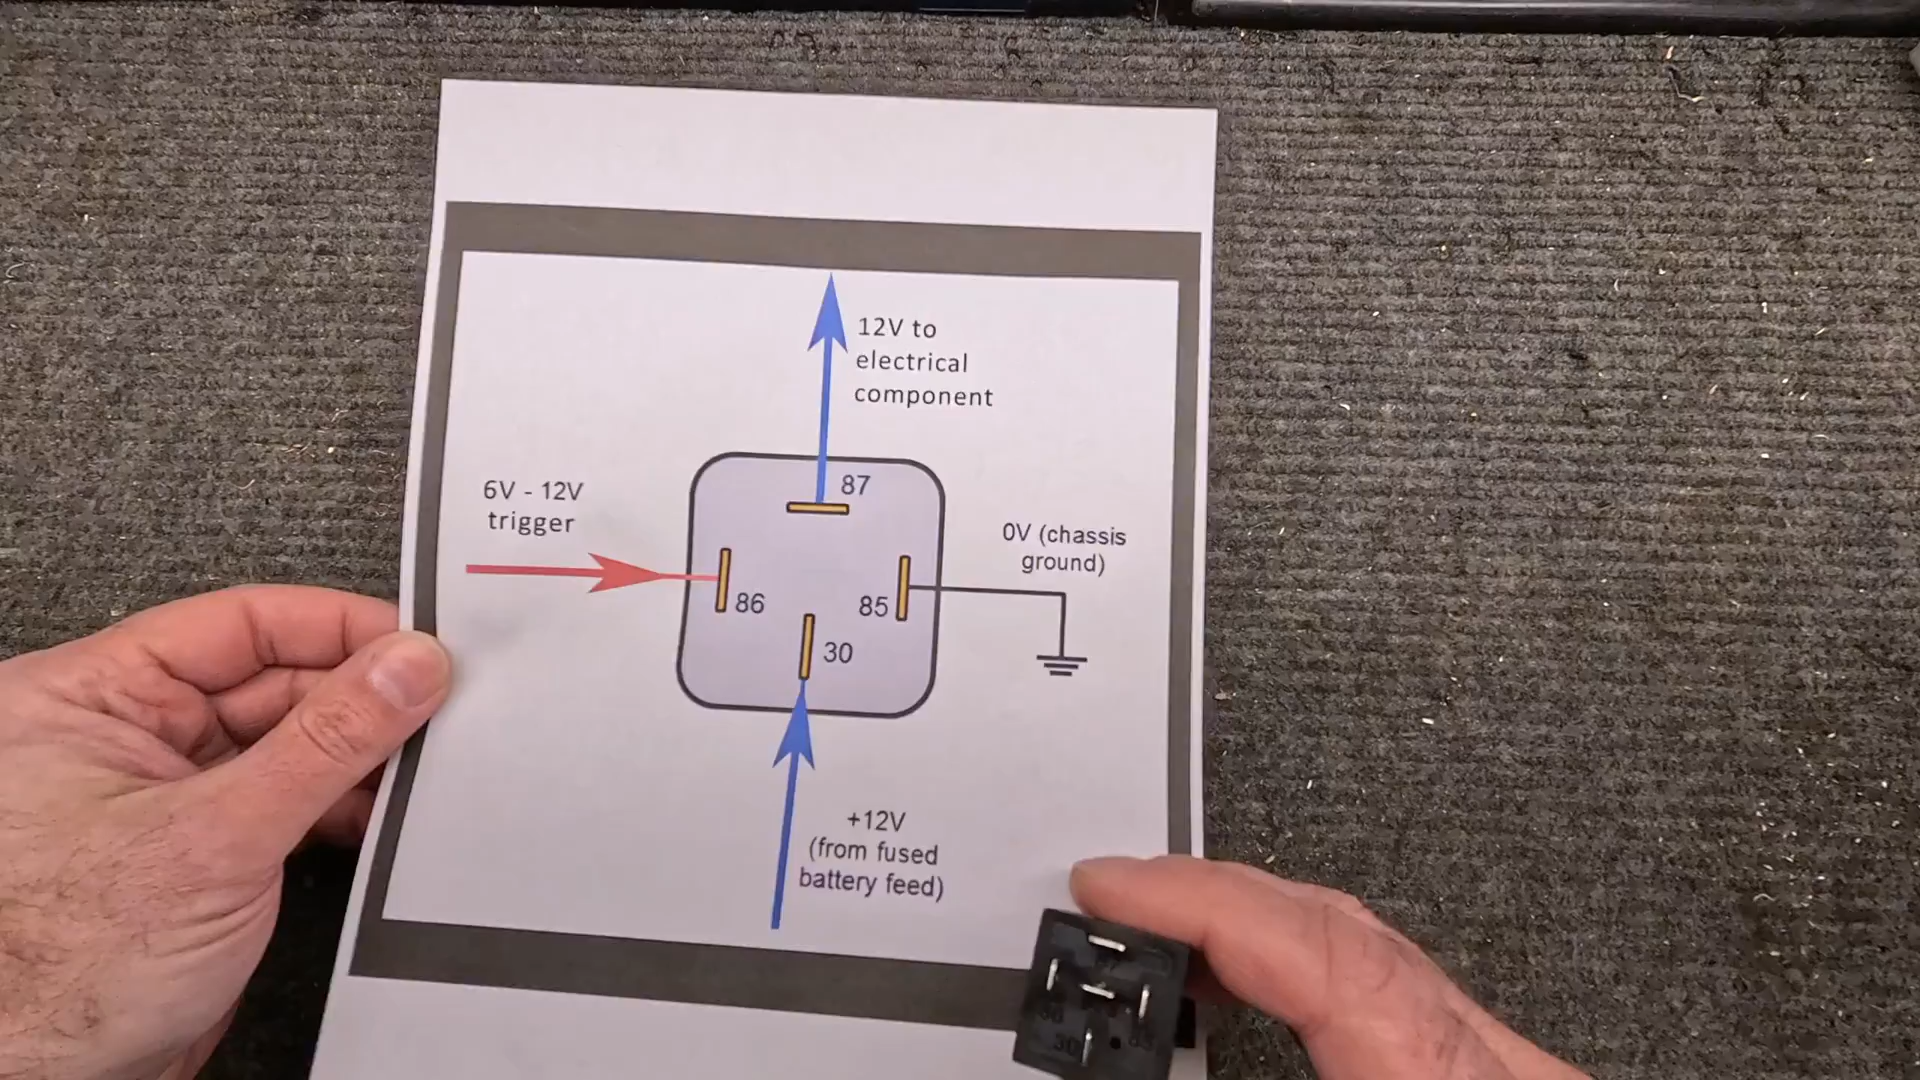 12V to
electrical
component
87
6V - 12V
trigger
0V (chassis
ground)
86
85
30
+12V
(from fused
battery feed)
30